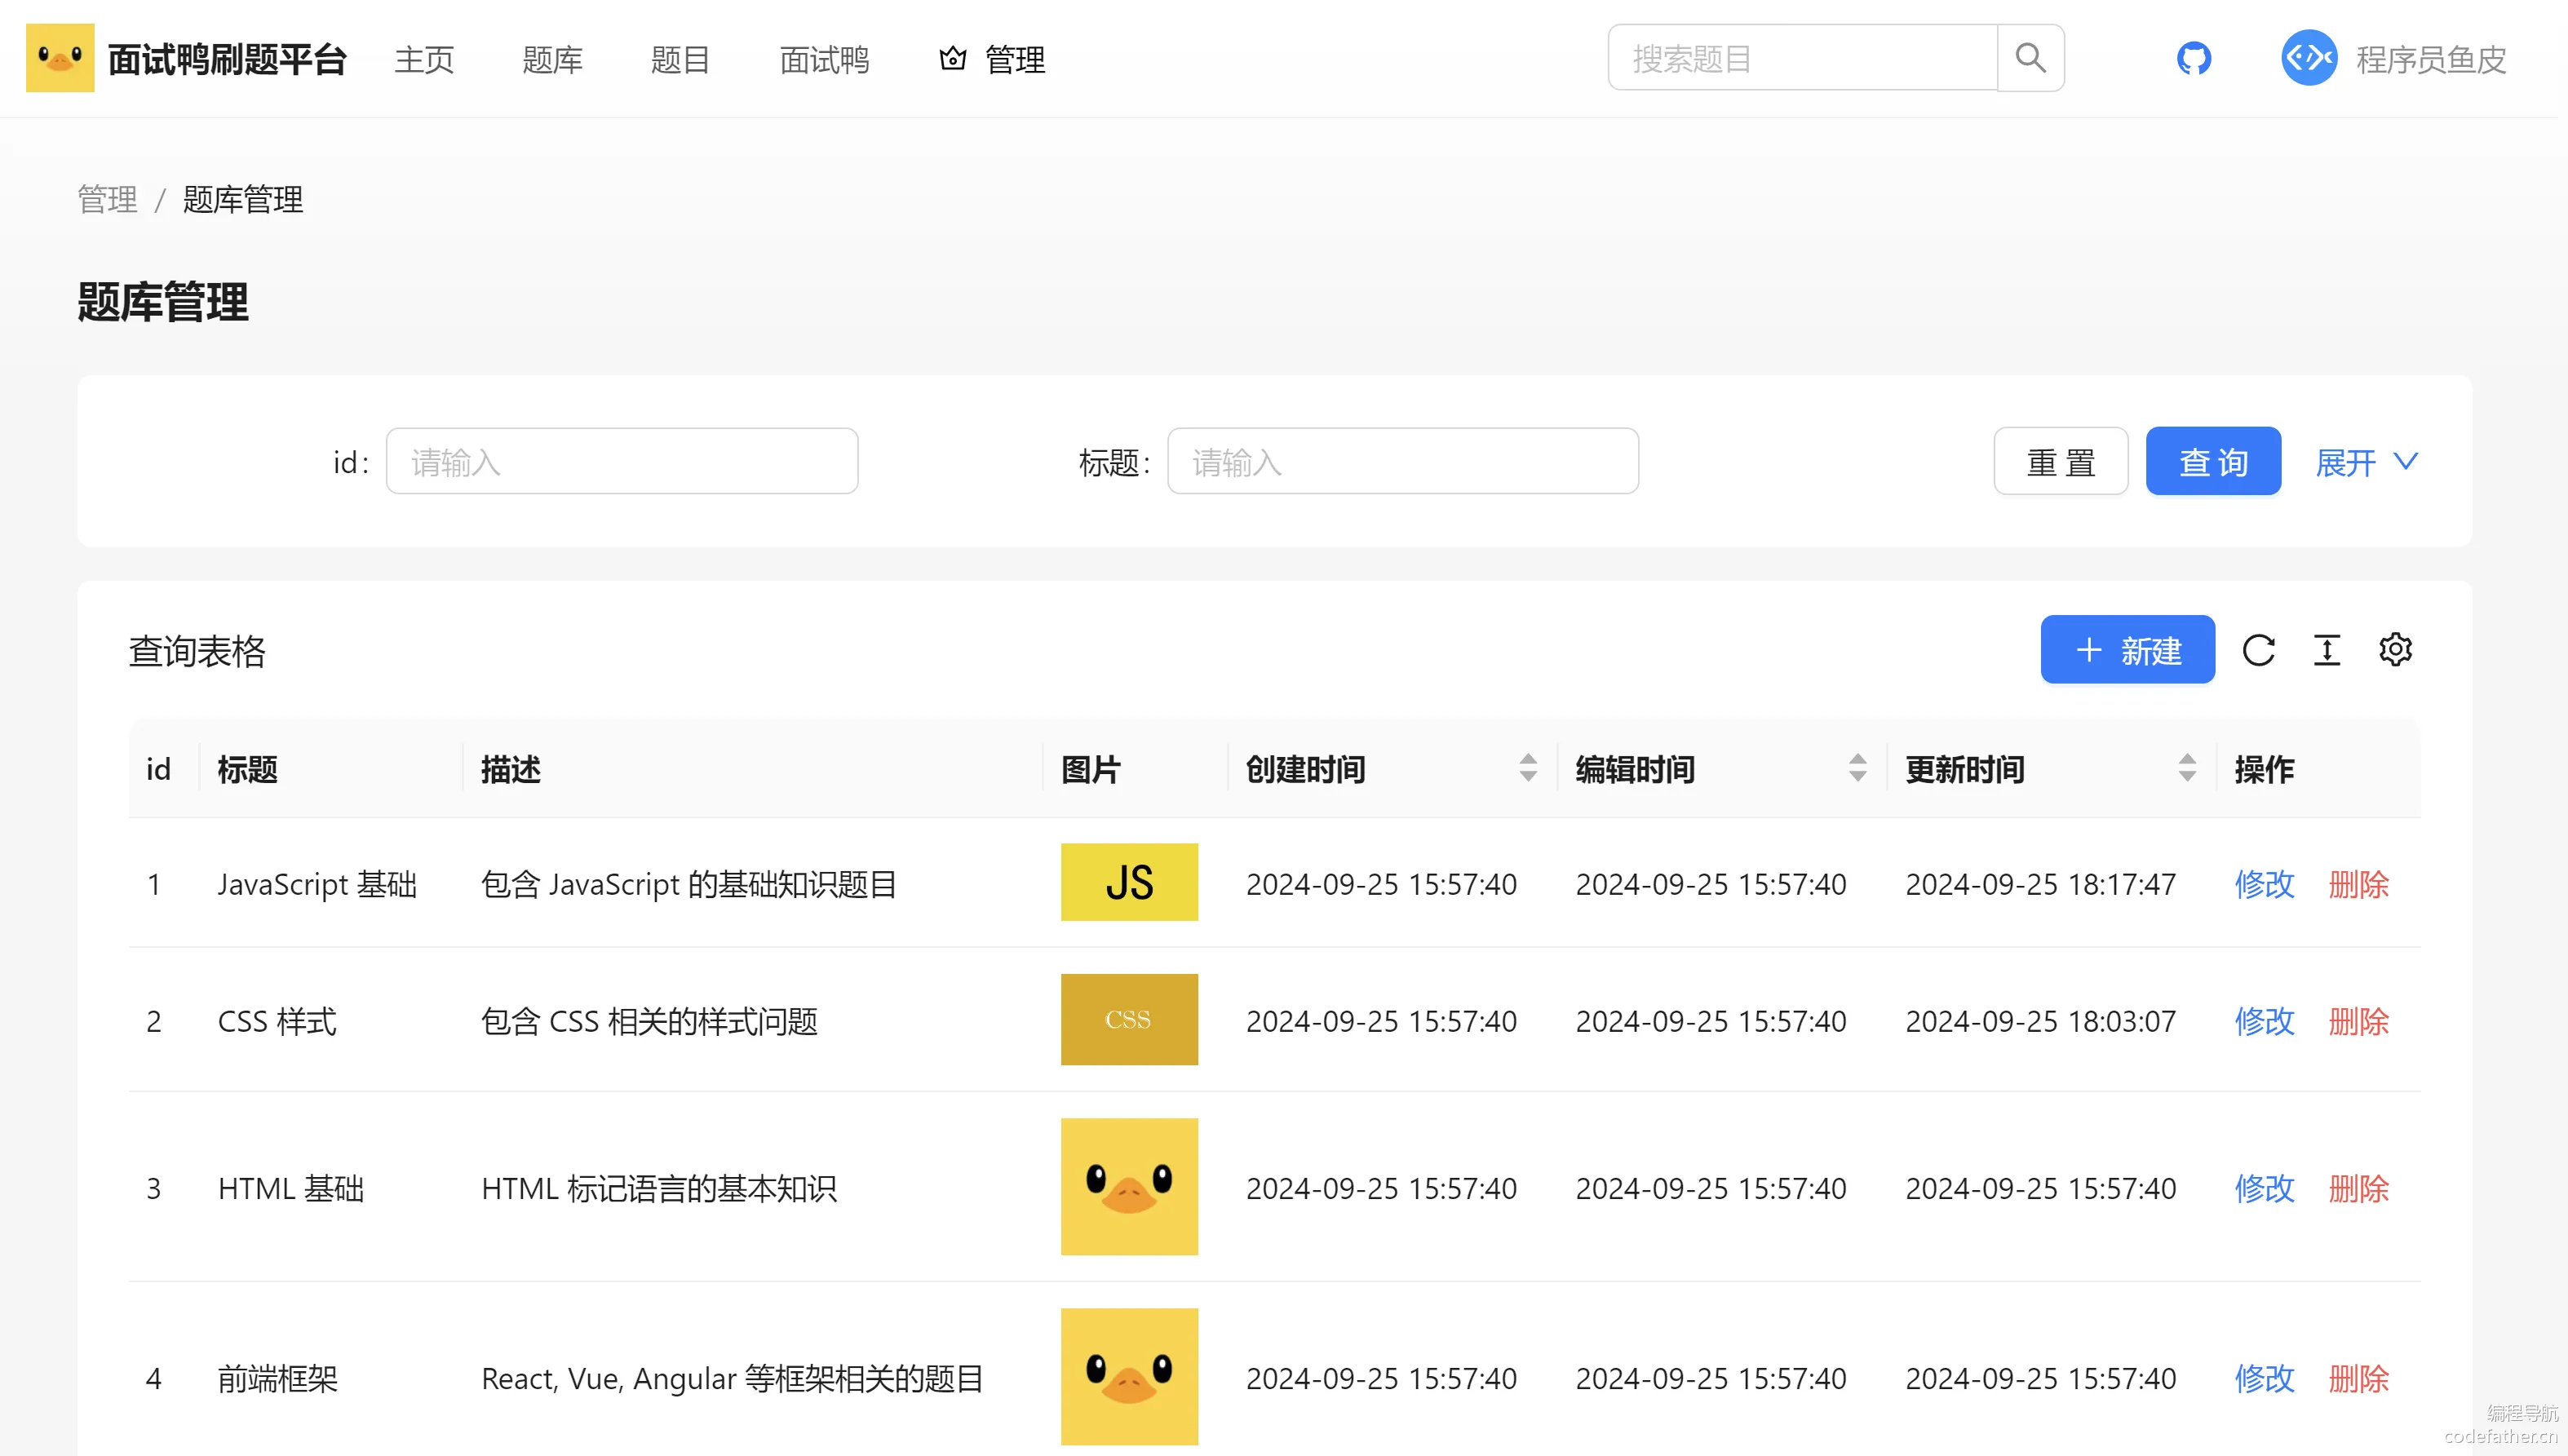 面试鸭刷题平台 主页 题库 题目 面试鸭 管理 搜索题目 程序员鱼皮
管理 / 题库管理
题库管理
id: 请输入 标题: 请输入 重 置 查 询 展开
查询表格 + 新建
id 标题 描述 图片 创建时间 编辑时间 更新时间 操作
1 JavaScript 基础 包含 JavaScript 的基础知识题目 JS 2024-09-25 15:57:40 2024-09-25 15:57:40 2024-09-25 18:17:47 修改 删除
2 CSS 样式 包含 CSS 相关的样式问题 CSS 2024-09-25 15:57:40 2024-09-25 15:57:40 2024-09-25 18:03:07 修改 删除
3 HTML 基础 HTML 标记语言的基本知识 2024-09-25 15:57:40 2024-09-25 15:57:40 2024-09-25 15:57:40 修改 删除
4 前端框架 React, Vue, Angular 等框架相关的题目 2024-09-25 15:57:40 2024-09-25 15:57:40 2024-09-25 15:57:40 修改 删除
编程导航
codefather.cn